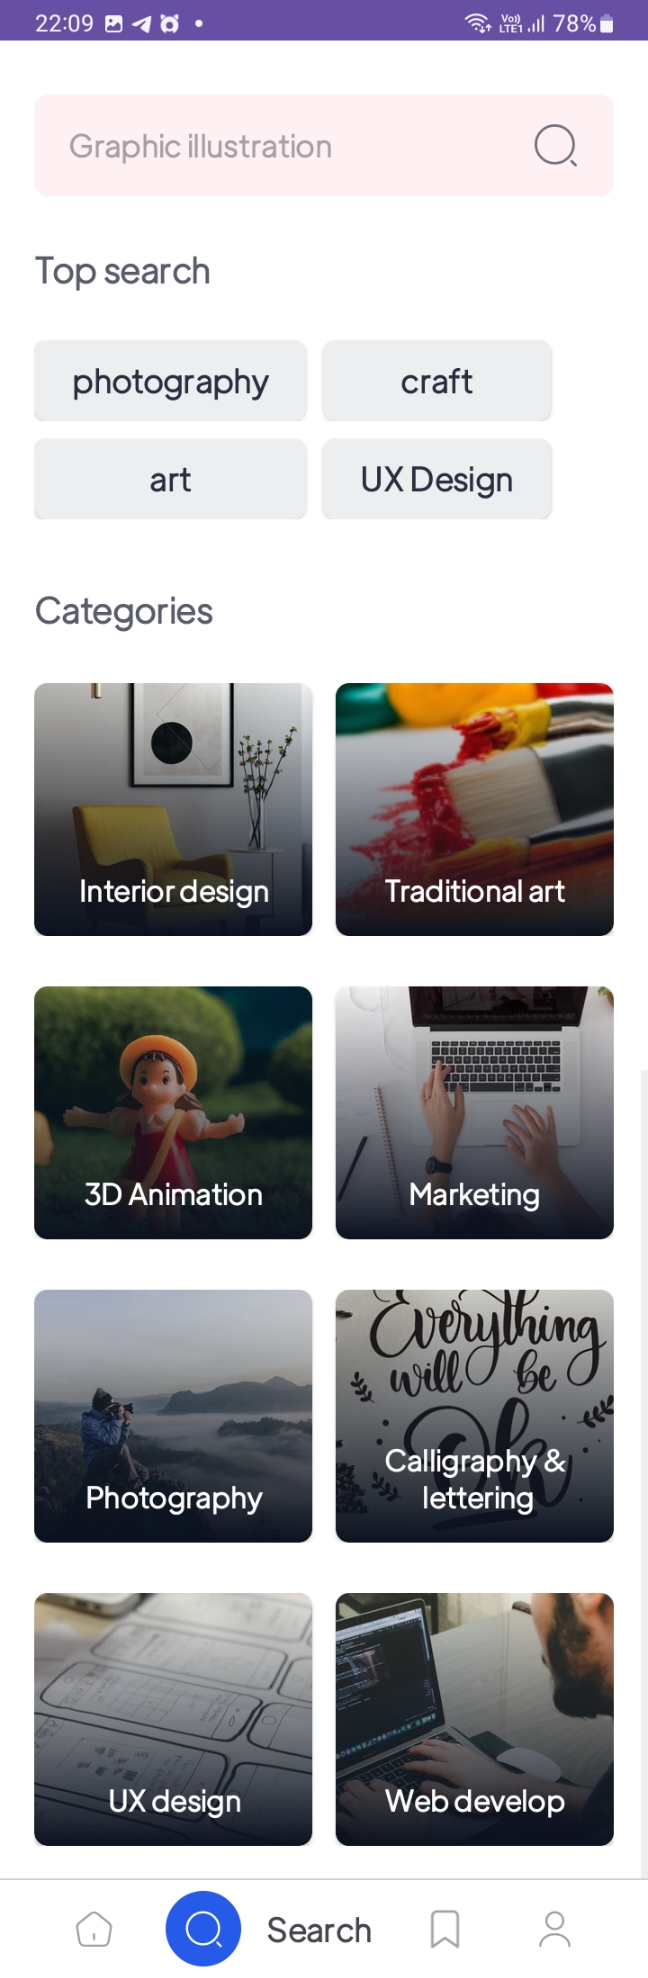 22:09
Vo))
LTE1
78%
Graphic illustration
Top search
photography
craft
art
UX Design
Categories
Interior design
Traditional art
3D Animation
Marketing
Photography
Everything
will be
Ok
Calligraphy &
lettering
UX design
Web develop
Search